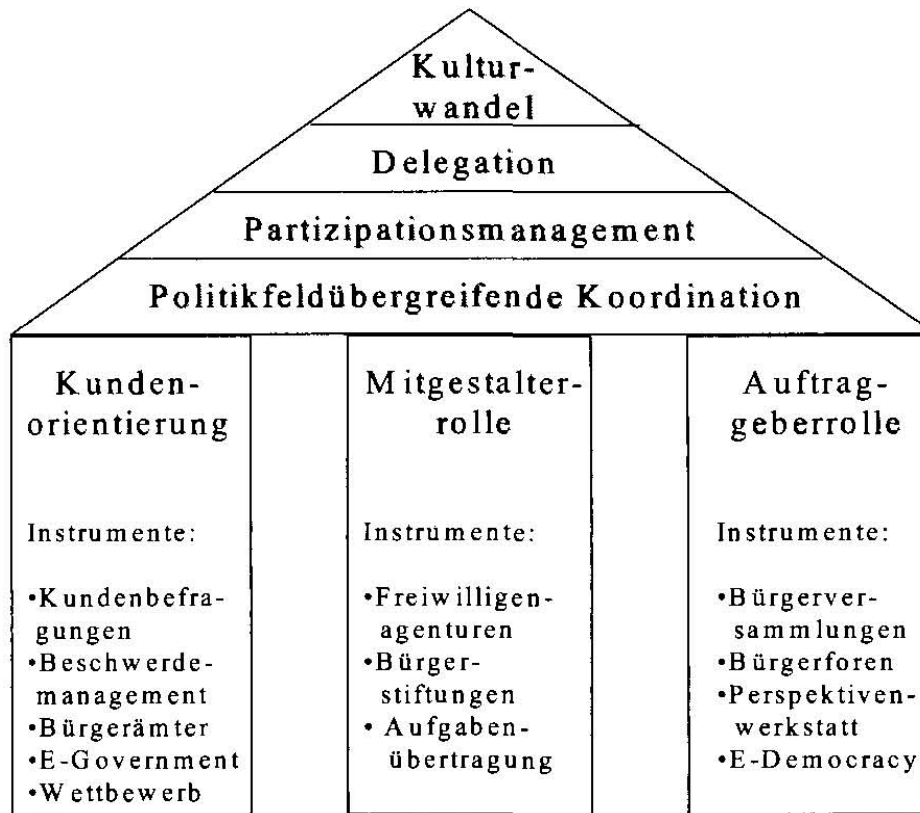 Kultur-
wandel
Delegation
Partizipationsmanagement
Politikfeldübergreifende Koordination
Kunden-
orientierung
Instrumente:
•Kundenbefra-
gungen
•Beschwerde-
management
•Bürgerämter
•E-Government
•Wettbewerb
Mitgestalter-
rolle
Instrumente:
•Freiwilligen-
agenturen
•Bürger-
stiftungen
• Aufgaben-
übertragung
Auftrag-
geberrolle
Instrumente:
•Bürgerver-
sammlungen
•Bürgerforen
•Perspektiven-
werkstatt
•E-Democracy